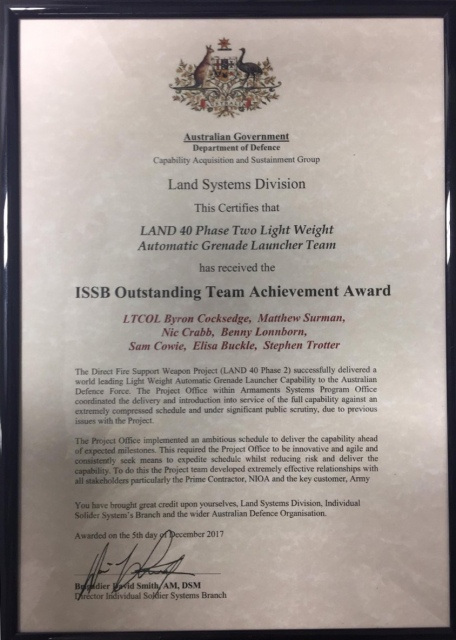 Australian Government
Department of Defence
Capability Acquisition and Sustainment Group
Land Systems Division
This Certifies that
LAND 40 Phase Two Light Weight
Automatic Grenade Launcher Team
has received the
ISSB Outstanding Team Achievement Award
LTCOL Byron Cocksedge, Matthew Surman,
Nic Crabb, Benny Lonnborn,
Sam Cowie, Elisa Buckle, Stephen Trotter
The Direct Fire Support Weapon Project (LAND 40 Phase 2) successfully delivered a
world leading Light Weight Automatic Grenade Launcher Capability to the Australian
Defence Force. The Project Office within Armaments Systems Program Office
coordinated the delivery and introduction into service of the full capability against an
extremely compressed schedule and under significant public scrutiny, due to previous
issues with the Project.
The Project Office implemented an ambitious schedule to deliver the capability ahead
of expected milestones. This required the Project Office to be innovative and agile and
consistently seek means to expedite schedule whilst reducing risk and deliver the
capability. To do this the Project team developed extremely effective relationships with
all stakeholders particularly the Prime Contractor, NIOA and the key customer, Army
You have brought great credit upon yourselves, Land Systems Division, Individual
Solider System's Branch and the wider Australian Defence Organisation.
Awarded on the 5th day of December 2017
Brigadier David Smith, AM, DSM
Director Individual Soldier Systems Branch